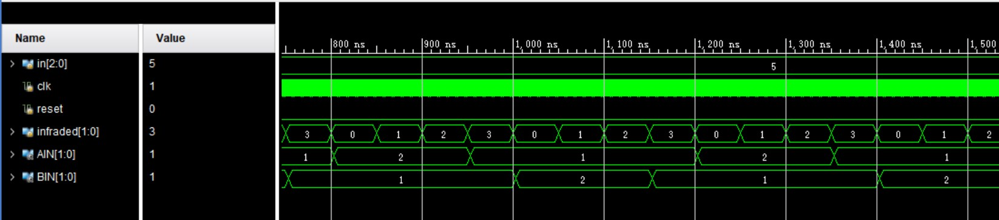 Name Value
800 ns 900 ns 1,000 ns 1,100 ns 1,200 ns 1,300 ns 1,400 ns 1,500
in[2:0] 5 5
clk 1
reset 0
infraded[1:0] 3 3 0 1 2 3 0 1 2 3 0 1 2 3 0 1 2
AIN[1:0] 1 1 2 1 2 1
BIN[1:0] 1 1 2 1 2